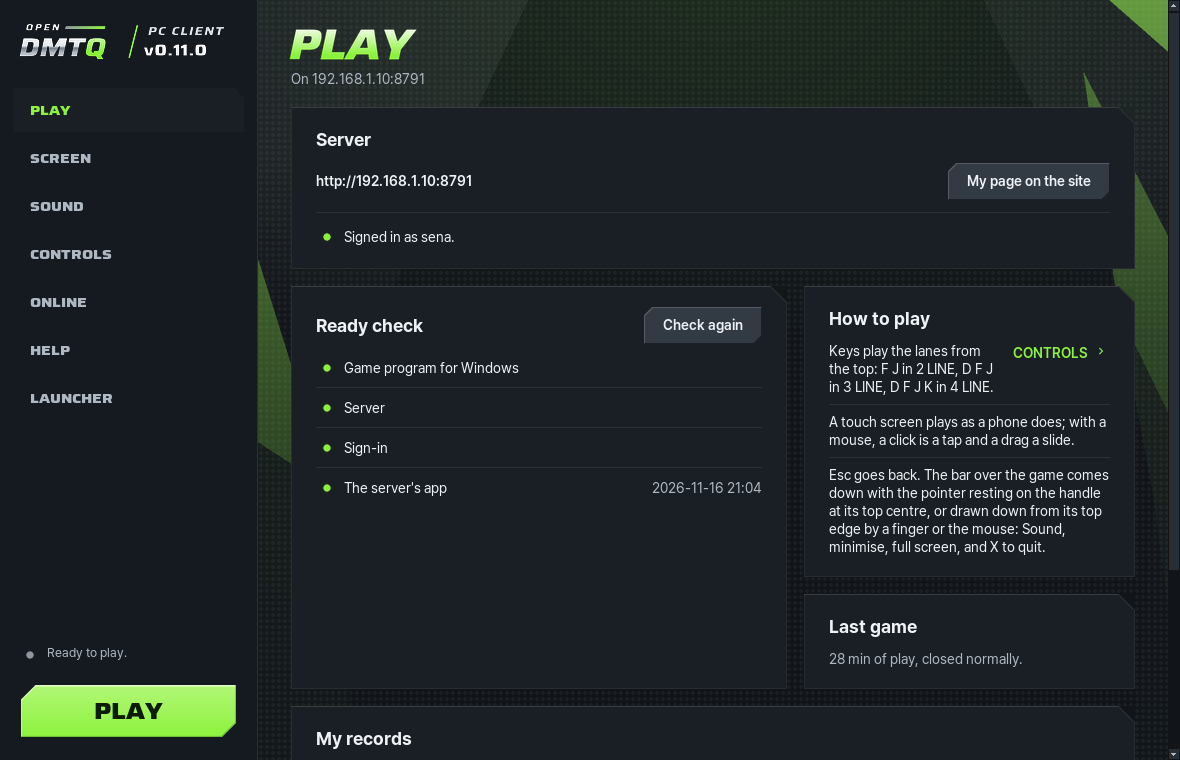 OPEN
DMTQ
PC CLIENT
v0.11.0
PLAY
SCREEN
SOUND
CONTROLS
ONLINE
HELP
LAUNCHER
Ready to play.
PLAY
PLAY
On 192.168.1.10:8791
Server
http://192.168.1.10:8791
My page on the site
Signed in as sena.
Ready check
Check again
Game program for Windows
Server
Sign-in
The server's app 2026-11-16 21:04
How to play
Keys play the lanes from
the top: F J in 2 LINE, D F J
in 3 LINE, D F J K in 4 LINE.
CONTROLS
A touch screen plays as a phone does; with a
mouse, a click is a tap and a drag a slide.
Esc goes back. The bar over the game comes
down with the pointer resting on the handle
at its top centre, or drawn down from its top
edge by a finger or the mouse: Sound,
minimise, full screen, and X to quit.
Last game
28 min of play, closed normally.
My records